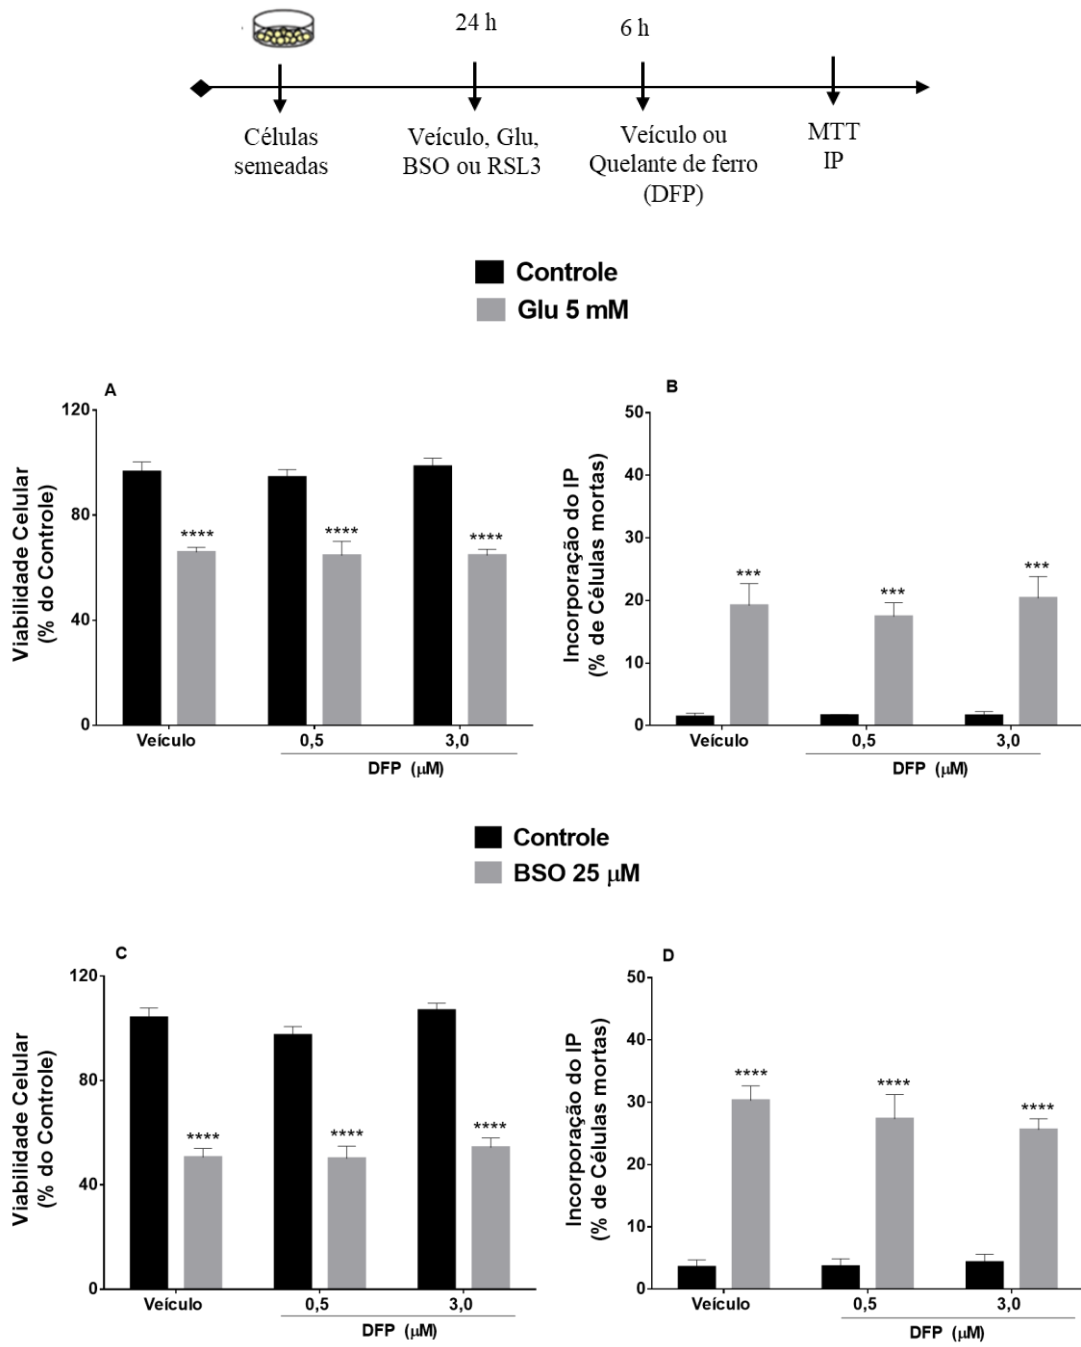 24 h
6 h
Células
semeadas
Veículo, Glu,
BSO ou RSL3
Veículo ou
Quelante de ferro
(DFP)
MTT
IP
Controle
Glu 5 mM
A
Viabilidade Celular
(% do Controle)
120
80
40
0
****
****
****
Veículo
0,5
3,0
DFP (µM)
B
Incorporação do IP
(% de Células mortas)
50
40
30
20
10
0
***
***
***
Veículo
0,5
3,0
DFP (µM)
Controle
BSO 25 µM
C
Viabilidade Celular
(% do Controle)
120
80
40
0
****
****
****
Veículo
0,5
3,0
DFP (µM)
D
Incorporação do IP
(% de Células mortas)
50
40
30
20
10
0
****
****
****
Veículo
0,5
3,0
DFP (µM)